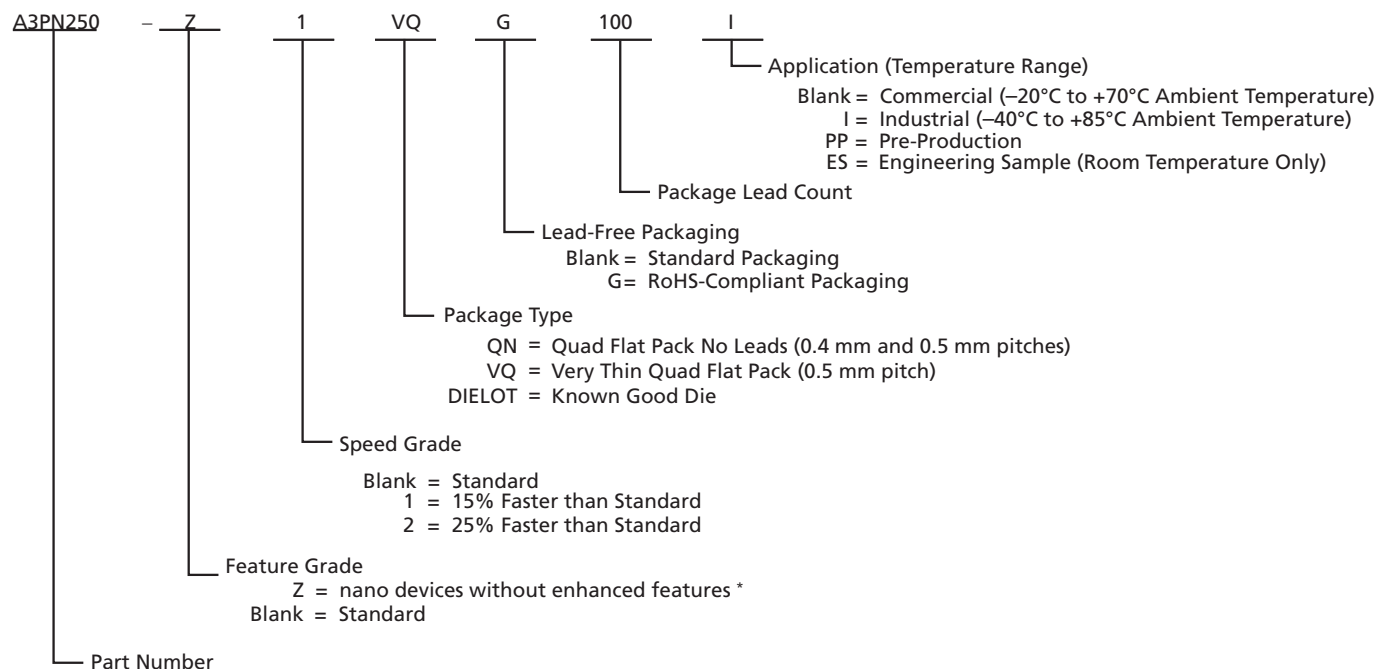 A3PN250 – Z 1 VQ G 100 I
Application (Temperature Range)
Blank = Commercial (–20°C to +70°C Ambient Temperature)
I = Industrial (–40°C to +85°C Ambient Temperature)
PP = Pre-Production
ES = Engineering Sample (Room Temperature Only)
Package Lead Count
Lead-Free Packaging
Blank = Standard Packaging
G= RoHS-Compliant Packaging
Package Type
QN = Quad Flat Pack No Leads (0.4 mm and 0.5 mm pitches)
VQ = Very Thin Quad Flat Pack (0.5 mm pitch)
DIELOT = Known Good Die
Speed Grade
Blank = Standard
1 = 15% Faster than Standard
2 = 25% Faster than Standard
Feature Grade
Z = nano devices without enhanced features *
Blank = Standard
Part Number